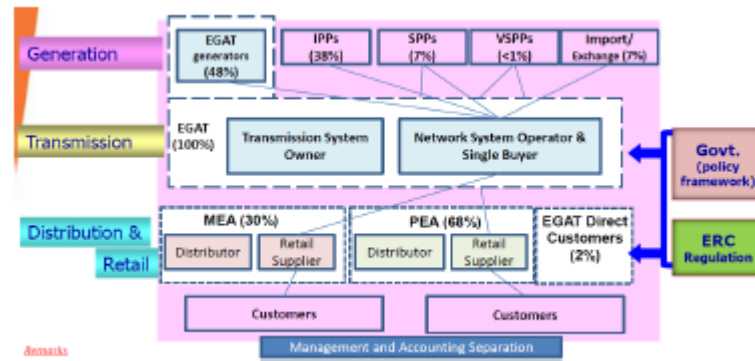 Generation
EGAT
generators
(48%)
IPPs
(38%)
SPPs
(7%)
VSPPs
(<1%)
Import/
Exchange (7%)
Transmission
EGAT
(100%)
Transmission System
Owner
Network System Operator &
Single Buyer
Govt.
(policy
framework)
Distribution &
Retail
MEA (30%)
Distributor
Retail
Supplier
PEA (68%)
Distributor
Retail
Supplier
EGAT Direct
Customers
(2%)
ERC
Regulation
Customers
Customers
Remarks
Management and Accounting Separation